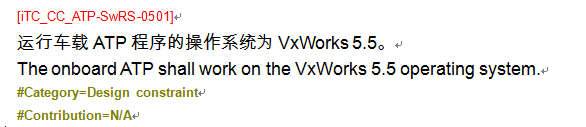 [iTC_CC_ATP-SwRS-0501]
运行车载 ATP 程序的操作系统为 VxWorks 5.5。
The onboard ATP shall work on the VxWorks 5.5 operating system.
#Category=Design constraint
#Contribution=N/A